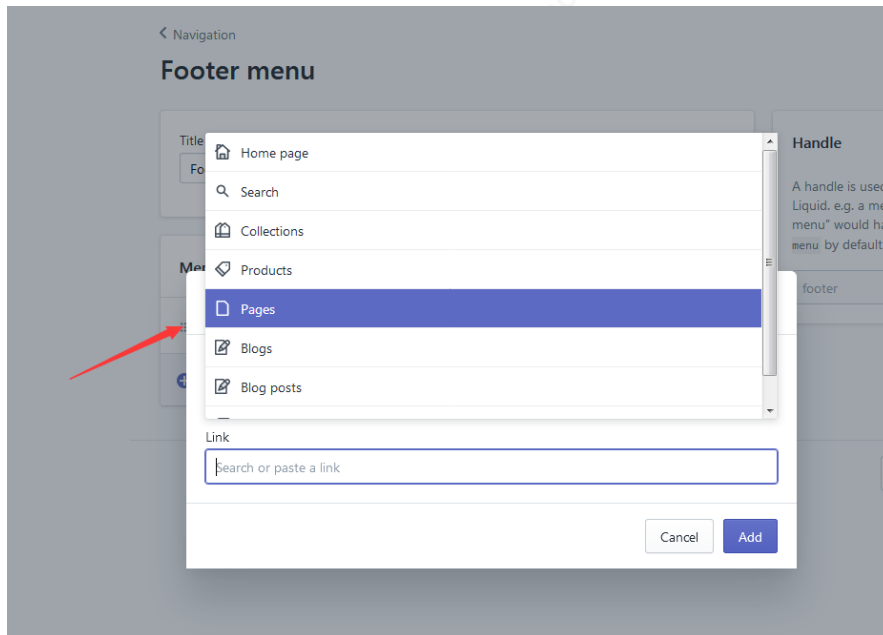 Navigation
Footer menu
Title
Fo
Home page
Search
Collections
Products
Pages
Blogs
Blog posts
Link
Search or paste a link
Cancel
Add
Handle
A handle is used
Liquid. e.g. a me
menu" would ha
menu by default
footer
Men